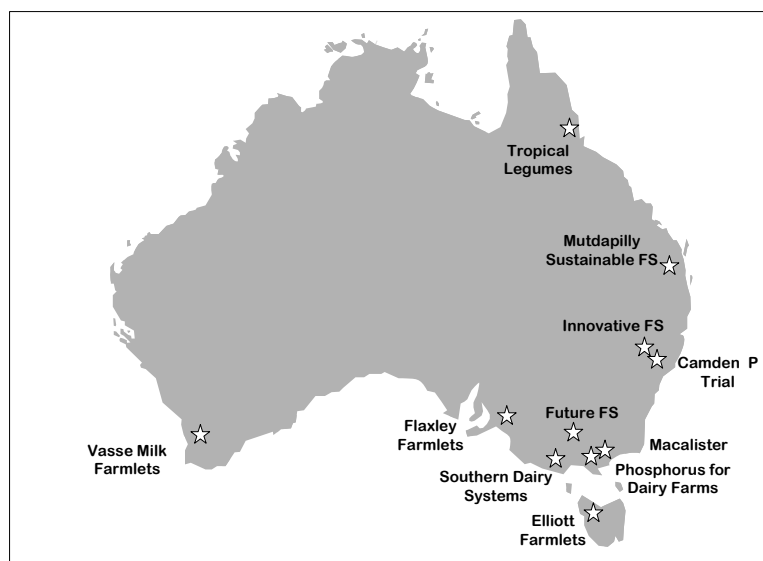 Tropical
Legumes
Mutdapilly
Sustainable FS
Innovative FS
Camden P
Trial
Flaxley
Farmlets
Future FS
Vasse Milk
Farmlets
Macalister
Southern Dairy
Systems
Phosphorus for
Dairy Farms
Elliott
Farmlets